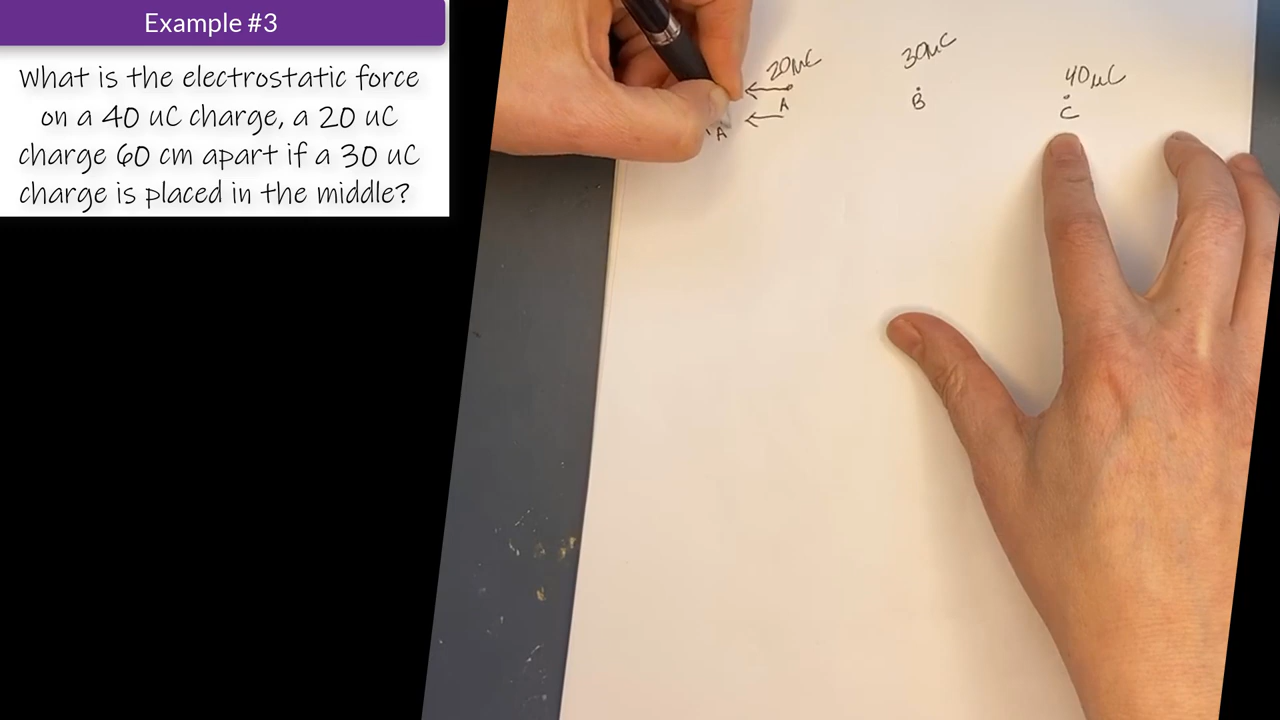 Example #3
What is the electrostatic force
on a 40 uC charge, a 20 uC
charge 60 cm apart if a 30 uC
charge is placed in the middle?
20μC
30μC
40μC
A
B
C
A